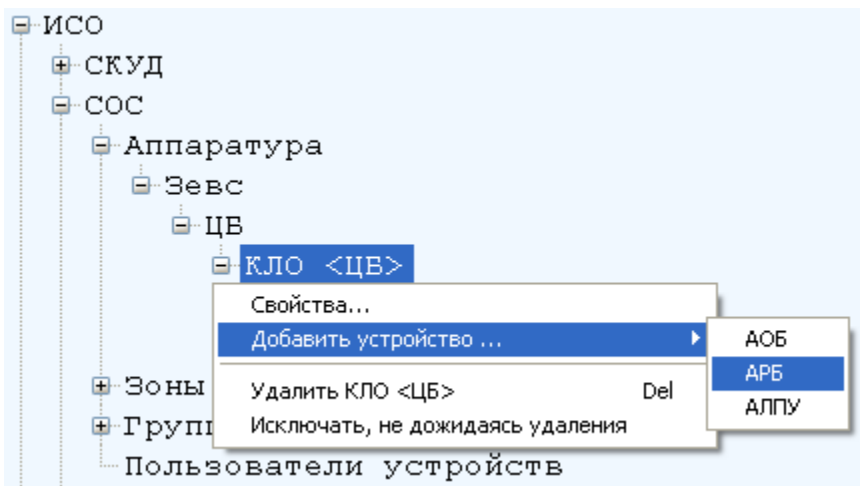 ИСО
СКУД
СОС
Аппаратура
Зевс
ЦБ
КЛО <ЦБ>
Свойства...
Добавить устройство ...
АОБ
АРБ
АЛПУ
Зоны
Удалить КЛО <ЦБ> Del
Исключать, не дожидаясь удаления
Пользователи устройств